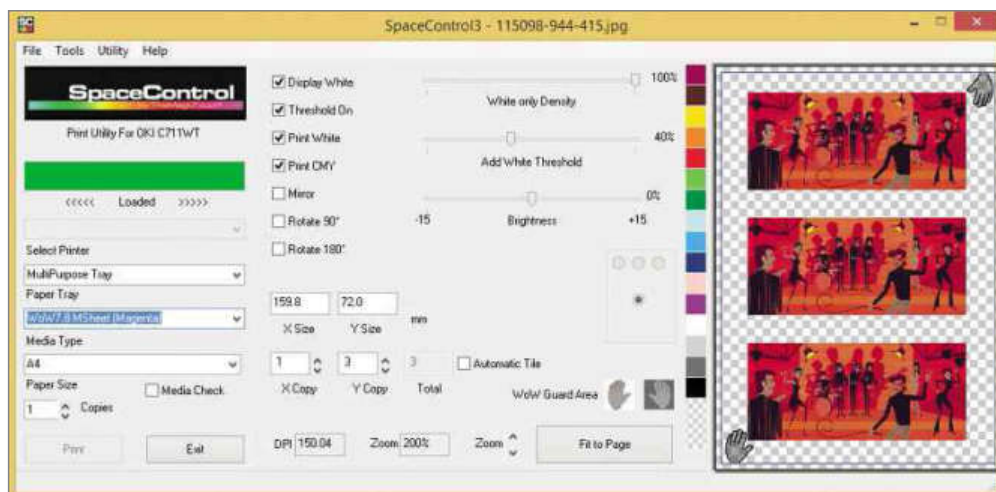 SpaceControl3 - 115098-944-415.jpg
File Tools Utility Help
SpaceControl
Print Utility For OKI C711WT
<<<<< Loaded >>>>>
Select Printer
MultiPurpose Tray
Paper Tray
WoW7.8 MSheet (Magenta)
Media Type
A4
Paper Size
Media Check
1 Copies
Print Exit
Display White
Threshold On
Print White
Print CMY
Mirror
Rotate 90°
Rotate 180°
100%
White only Density
40%
Add White Threshold
0%
-15 Brightness +15
159.8 72.0 mm
X Size Y Size
1 3 3 Automatic Tile
X Copy Y Copy Total WoW Guard Area
DPI 150.04 Zoom 200% Zoom Fit to Page